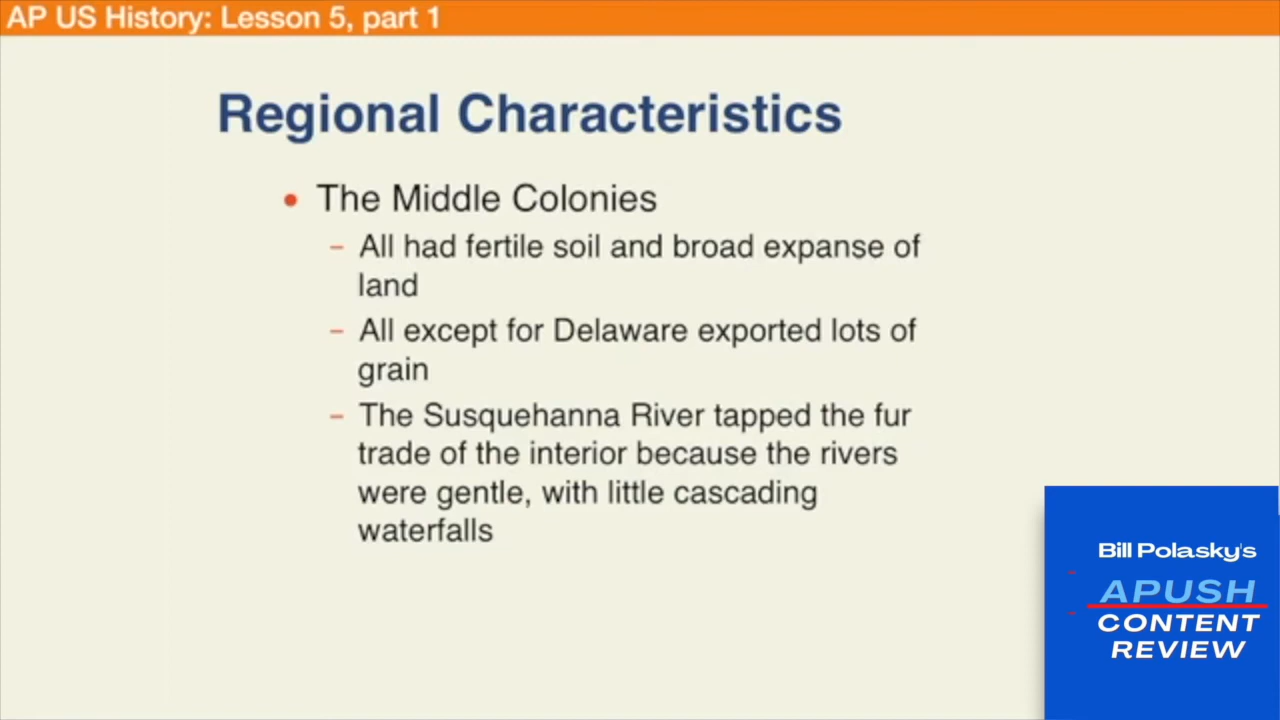 AP US History: Lesson 5, part 1
Regional Characteristics
• The Middle Colonies
– All had fertile soil and broad expanse of
land
– All except for Delaware exported lots of
grain
– The Susquehanna River tapped the fur
trade of the interior because the rivers
were gentle, with little cascading
waterfalls
Bill Polasky's
APUSH
CONTENT
REVIEW